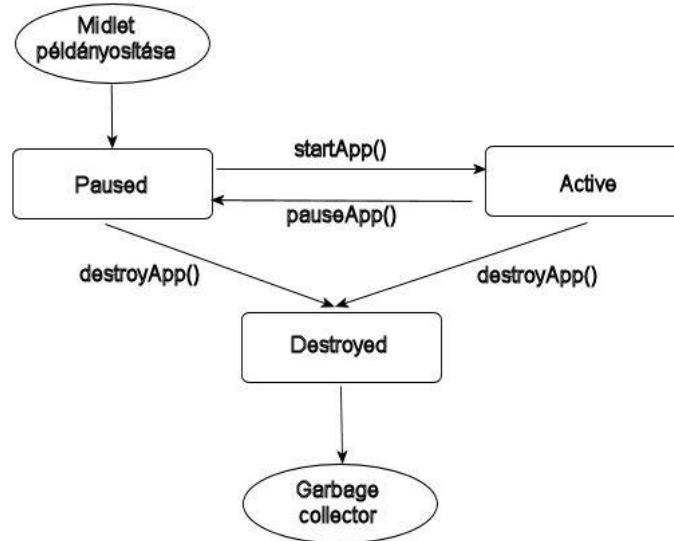 Midlet
példányosítása
startApp()
Paused
Active
pauseApp()
destroyApp()
destroyApp()
Destroyed
Garbage
collector